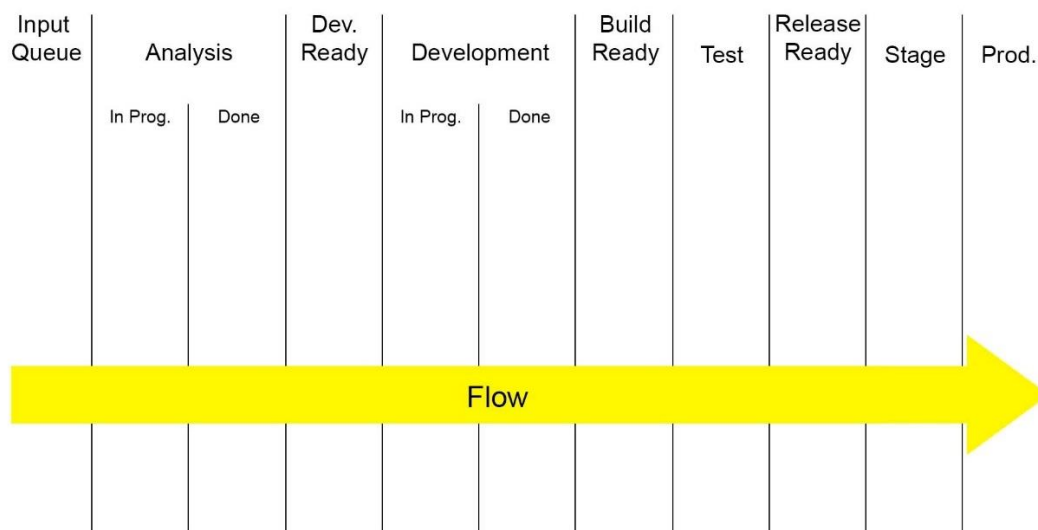 Input
Queue
Analysis
Dev.
Ready
Development
Build
Ready
Test
Release
Ready
Stage
Prod.
In Prog.
Done
In Prog.
Done
Flow